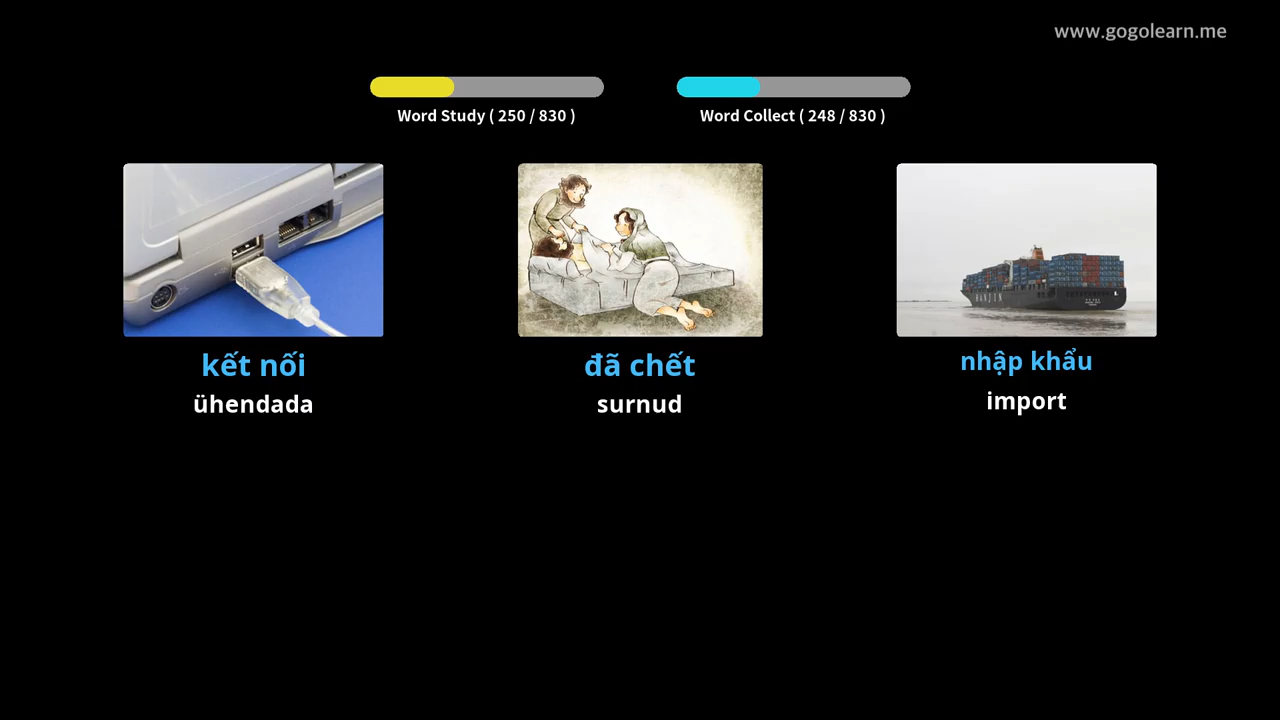 www.gogolearn.me
Word Study ( 250 / 830 )
Word Collect ( 248 / 830 )
HANJIN
kết nối
ühendada
đã chết
surnud
nhập khẩu
import